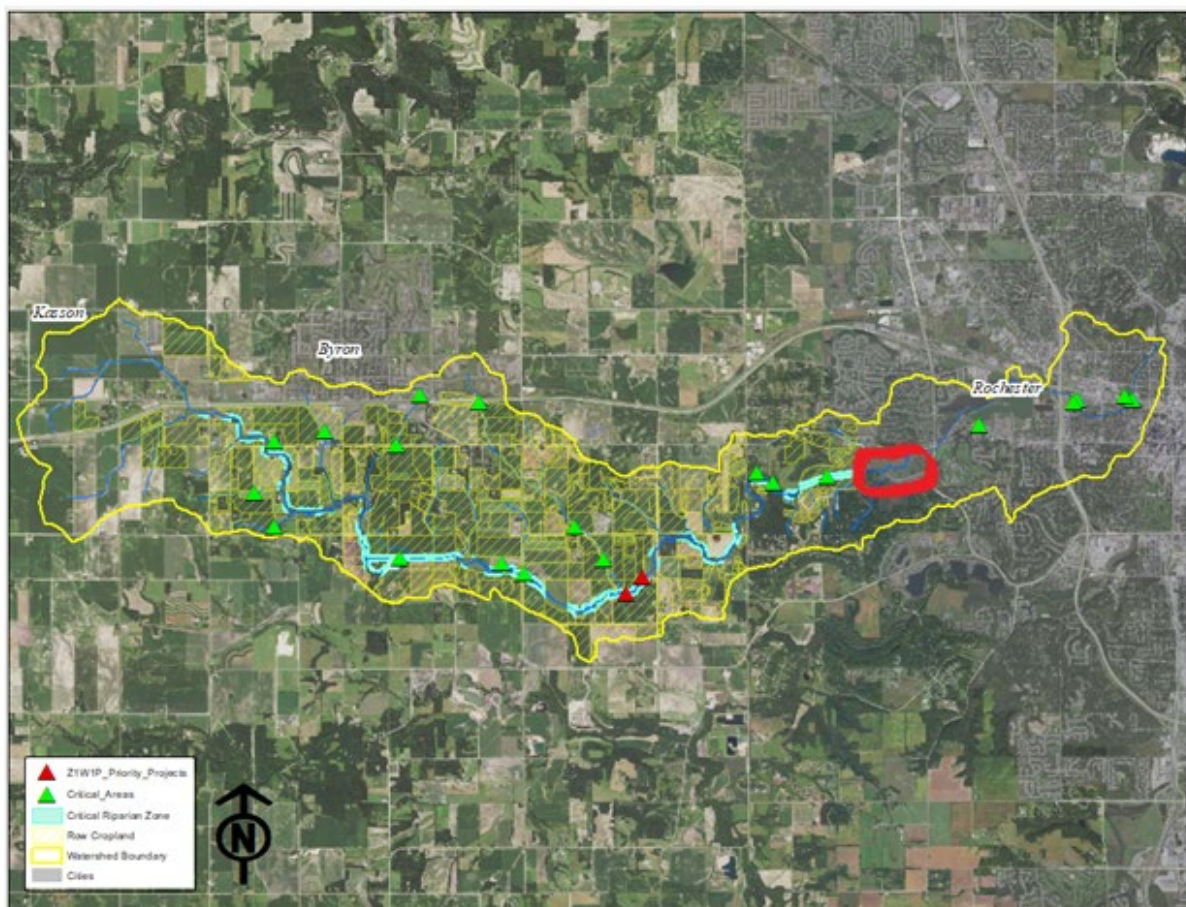 Kasson
Byron
Rochester
Z1W1P_Priority_Projects
Critical_Areas
Critical Riparian Zone
Row Cropland
Watershed Boundary
Cities
N